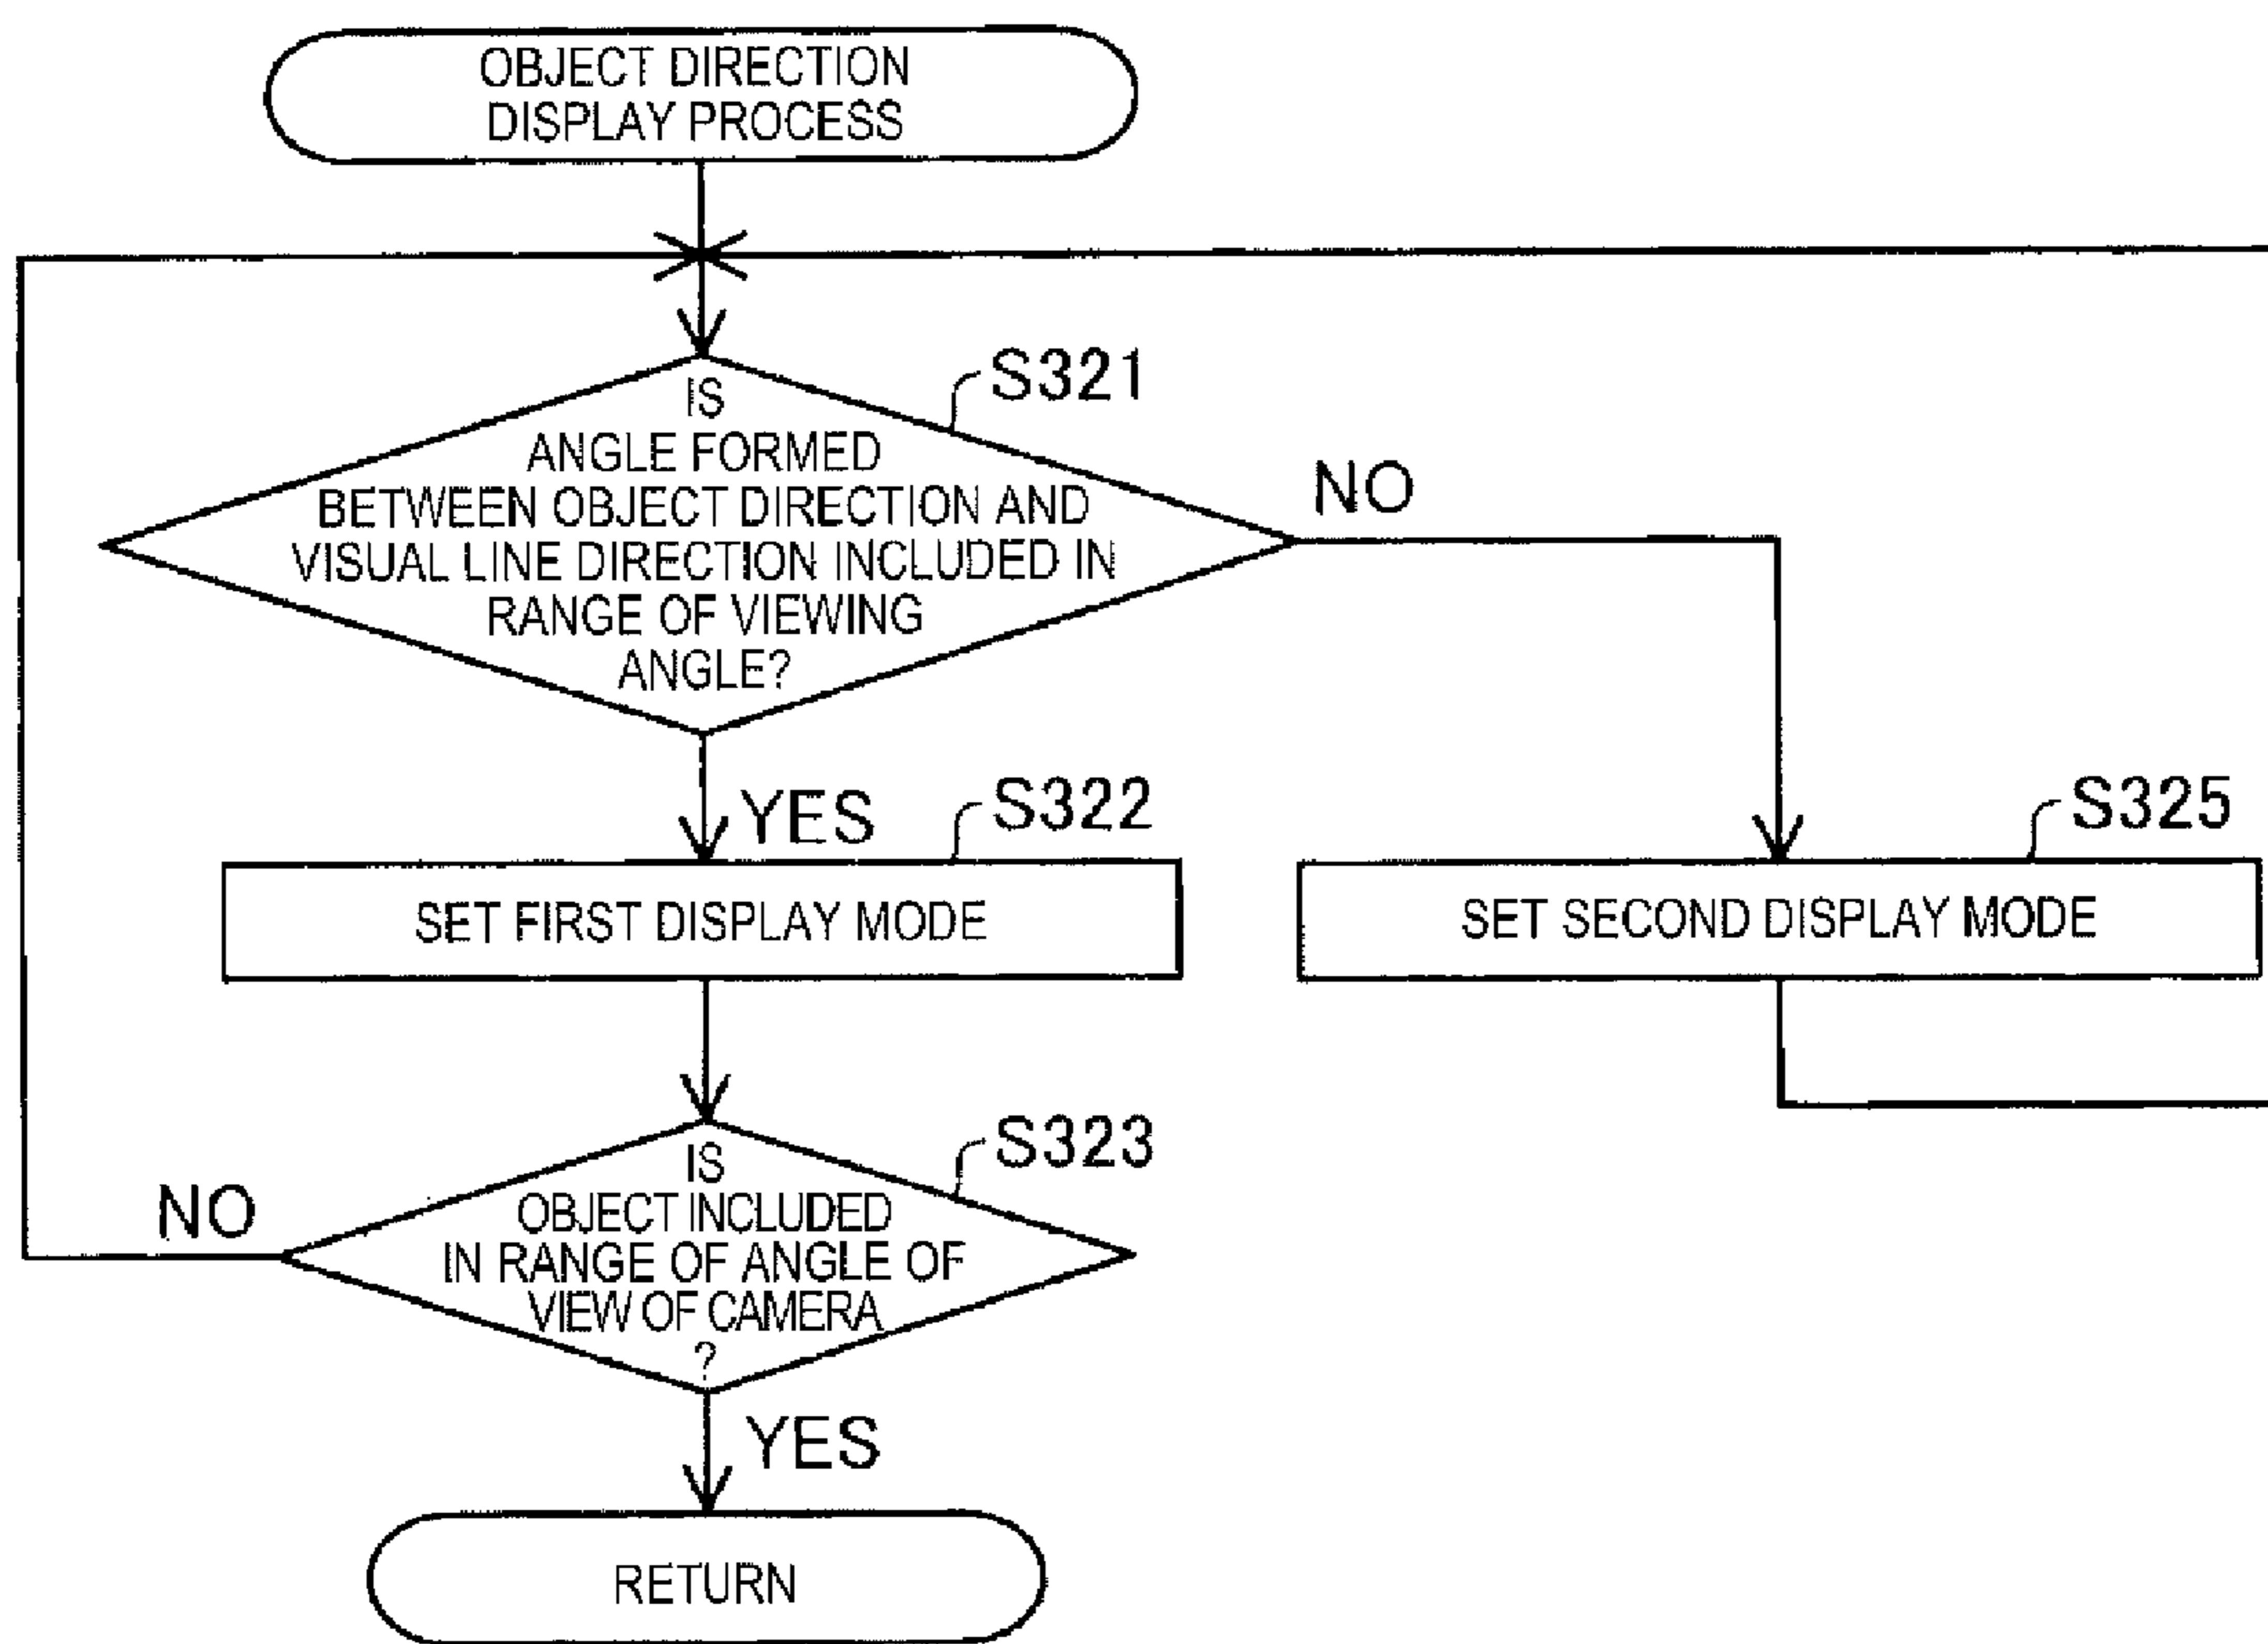 OBJECT DIRECTION
DISPLAY PROCESS
S321
IS
ANGLE FORMED
BETWEEN OBJECT DIRECTION AND
VISUAL LINE DIRECTION INCLUDED IN
RANGE OF VIEWING
ANGLE?
NO
YES
S322
SET FIRST DISPLAY MODE
S325
SET SECOND DISPLAY MODE
S323
IS
OBJECT INCLUDED
IN RANGE OF ANGLE OF
VIEW OF CAMERA
?
NO
YES
RETURN